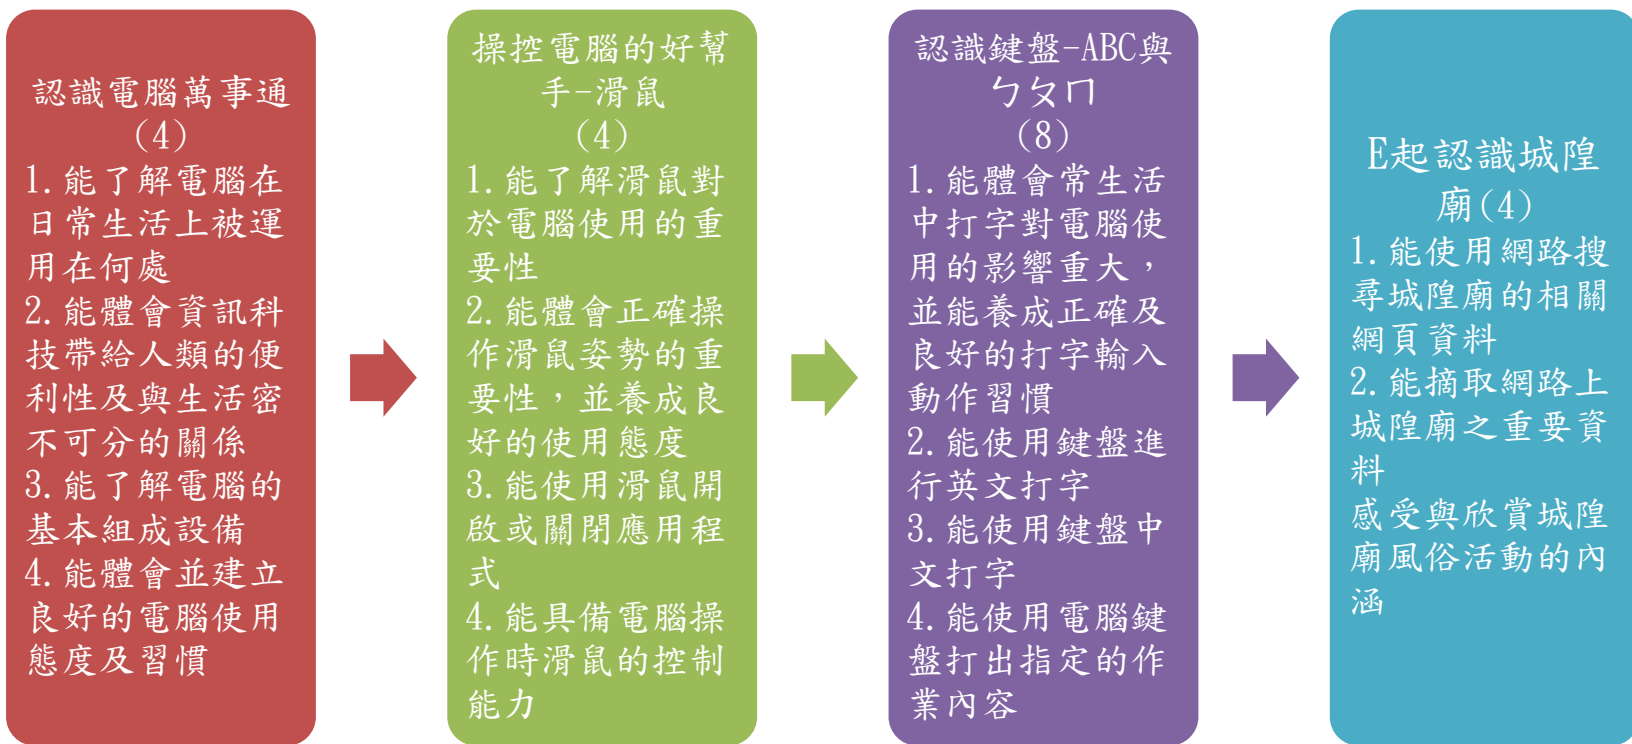 認識電腦萬事通
(4)
1.能了解電腦在
日常生活上被運
用在何處
2.能體會資訊科
技帶給人類的便
利性及與生活密
不可分的關係
3.能了解電腦的
基本組成設備
4.能體會並建立
良好的電腦使用
態度及習慣
操控電腦的好幫
手-滑鼠
(4)
1.能了解滑鼠對
於電腦使用的重
要性
2.能體會正確操
作滑鼠姿勢的重
要性，並養成良
好的使用態度
3.能使用滑鼠開
啟或關閉應用程
式
4.能具備電腦操
作時滑鼠的控制
能力
認識鍵盤-ABC與
ㄅㄆㄇ
(8)
1.能體會常生活
中打字對電腦使
用的影響重大，
並能養成正確及
良好的打字輸入
動作習慣
2.能使用鍵盤進
行英文打字
3.能使用鍵盤中
文打字
4.能使用電腦鍵
盤打出指定的作
業內容
E起認識城隍
廟(4)
1.能使用網路搜
尋城隍廟的相關
網頁資料
2.能摘取網路上
城隍廟之重要資
料
感受與欣賞城隍
廟風俗活動的內
涵